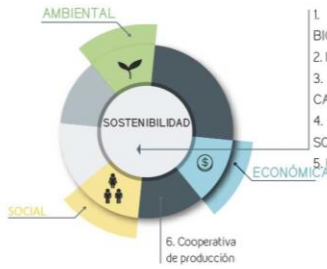 AMBIENTAL
1.
BIO
2.
3.
CA
4.
SO
5.
SOSTENIBILIDAD
ECONÓMICA
SOCIAL
6. Cooperativa
de producción